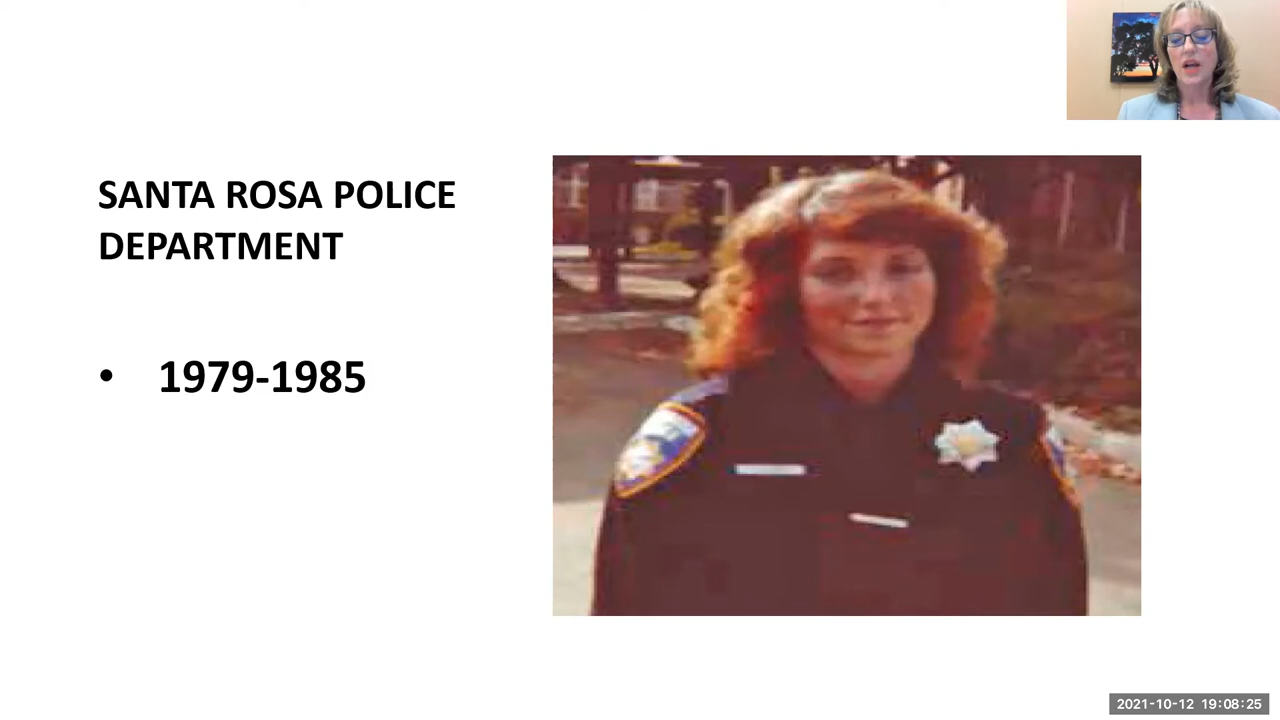 SANTA ROSA POLICE
DEPARTMENT
• 1979-1985
2021-10-12 19:08:25